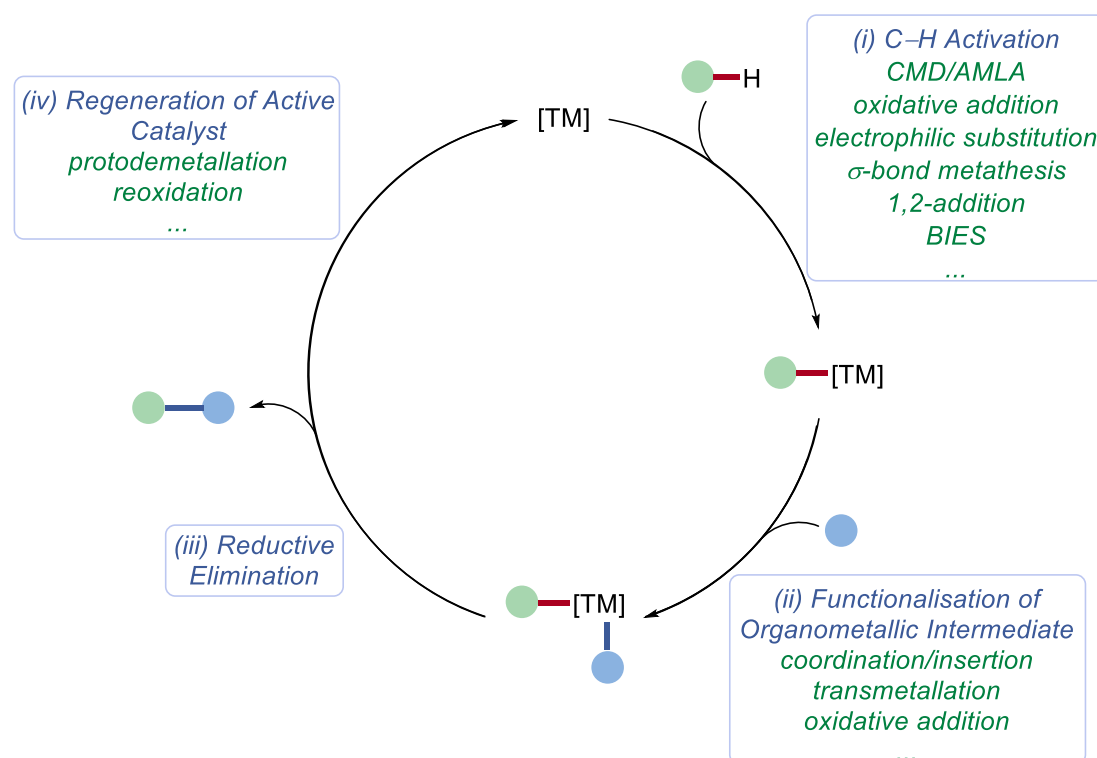 (i) C–H Activation
CMD/AMLA
oxidative addition
electrophilic substitution
σ-bond metathesis
1,2-addition
BIES
...
H
(iv) Regeneration of Active
Catalyst
protodemetallation
reoxidation
...
[TM]
[TM]
(iii) Reductive
Elimination
[TM]
(ii) Functionalisation of
Organometallic Intermediate
coordination/insertion
transmetallation
oxidative addition
...